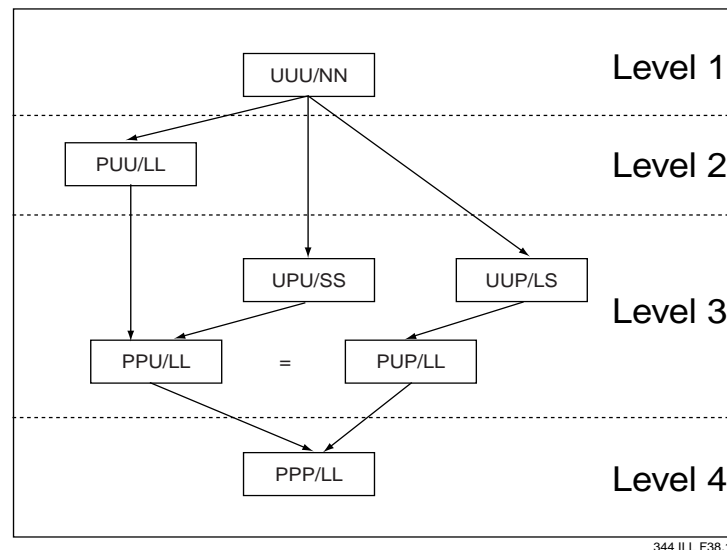 UUU/NN
Level 1
PUU/LL
Level 2
UPU/SS
UUP/LS
Level 3
PPU/LL
=
PUP/LL
PPP/LL
Level 4